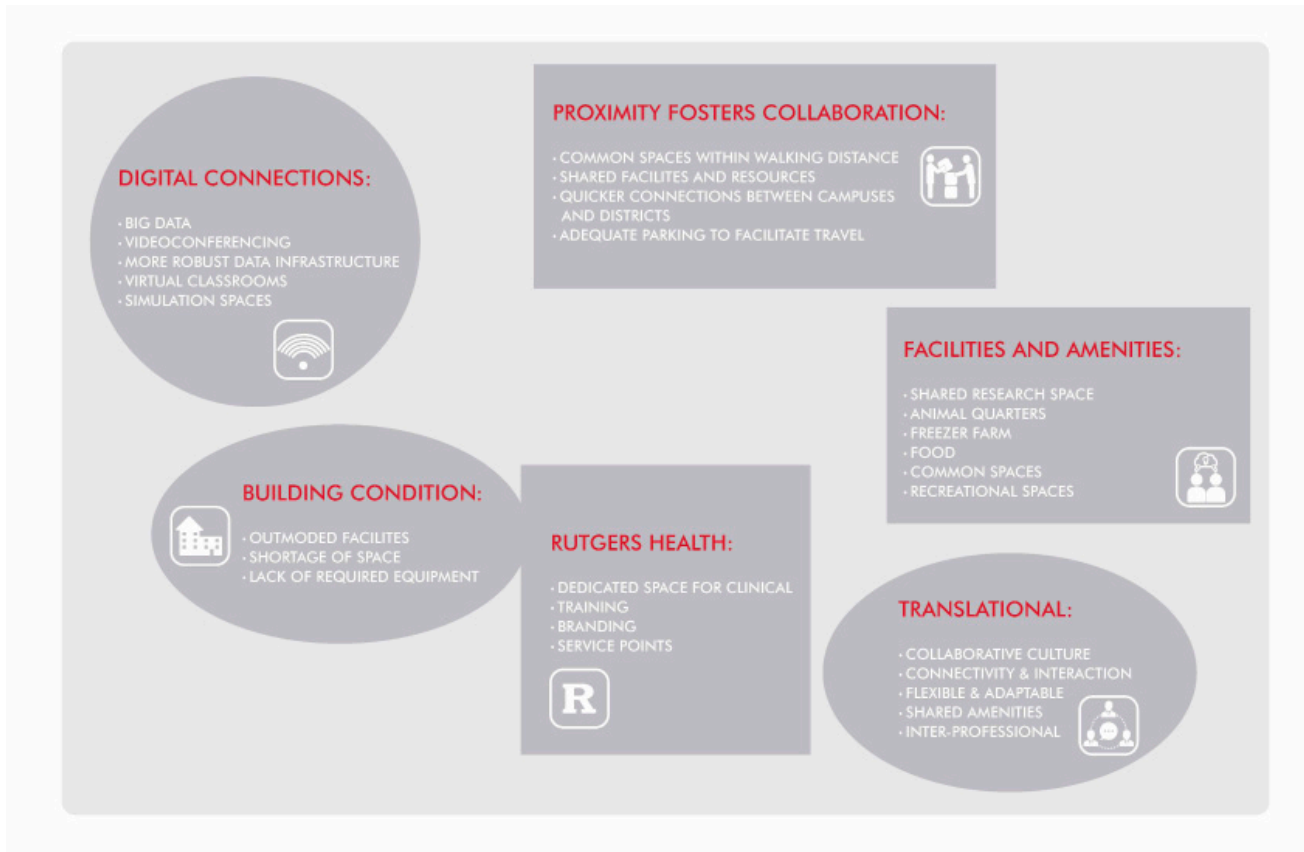 DIGITAL CONNECTIONS:
· BIG DATA
· VIDEOCONFERENCING
· MORE ROBUST DATA INFRASTRUCTURE
· VIRTUAL CLASSROOMS
· SIMULATION SPACES
PROXIMITY FOSTERS COLLABORATION:
· COMMON SPACES WITHIN WALKING DISTANCE
· SHARED FACILITES AND RESOURCES
· QUICKER CONNECTIONS BETWEEN CAMPUSES
AND DISTRICTS
· ADEQUATE PARKING TO FACILITATE TRAVEL
FACILITIES AND AMENITIES:
· SHARED RESEARCH SPACE
· ANIMAL QUARTERS
· FREEZER FARM
· FOOD
· COMMON SPACES
· RECREATIONAL SPACES
BUILDING CONDITION:
· OUTMODED FACILITES
· SHORTAGE OF SPACE
· LACK OF REQUIRED EQUIPMENT
RUTGERS HEALTH:
· DEDICATED SPACE FOR CLINICAL
· TRAINING
· BRANDING
· SERVICE POINTS
R
TRANSLATIONAL:
· COLLABORATIVE CULTURE
· CONNECTIVITY & INTERACTION
· FLEXIBLE & ADAPTABLE
· SHARED AMENITIES
· INTER-PROFESSIONAL